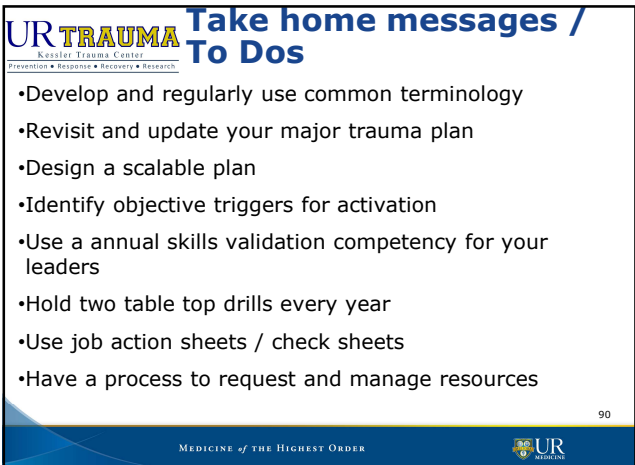 UR TRAUMA
Kessler Trauma Center
Prevention • Response • Recovery • Research
Take home messages /
To Dos
•Develop and regularly use common terminology
•Revisit and update your major trauma plan
•Design a scalable plan
•Identify objective triggers for activation
•Use a annual skills validation competency for your
leaders
•Hold two table top drills every year
•Use job action sheets / check sheets
•Have a process to request and manage resources
90
MEDICINE of THE HIGHEST ORDER
UR
MEDICINE